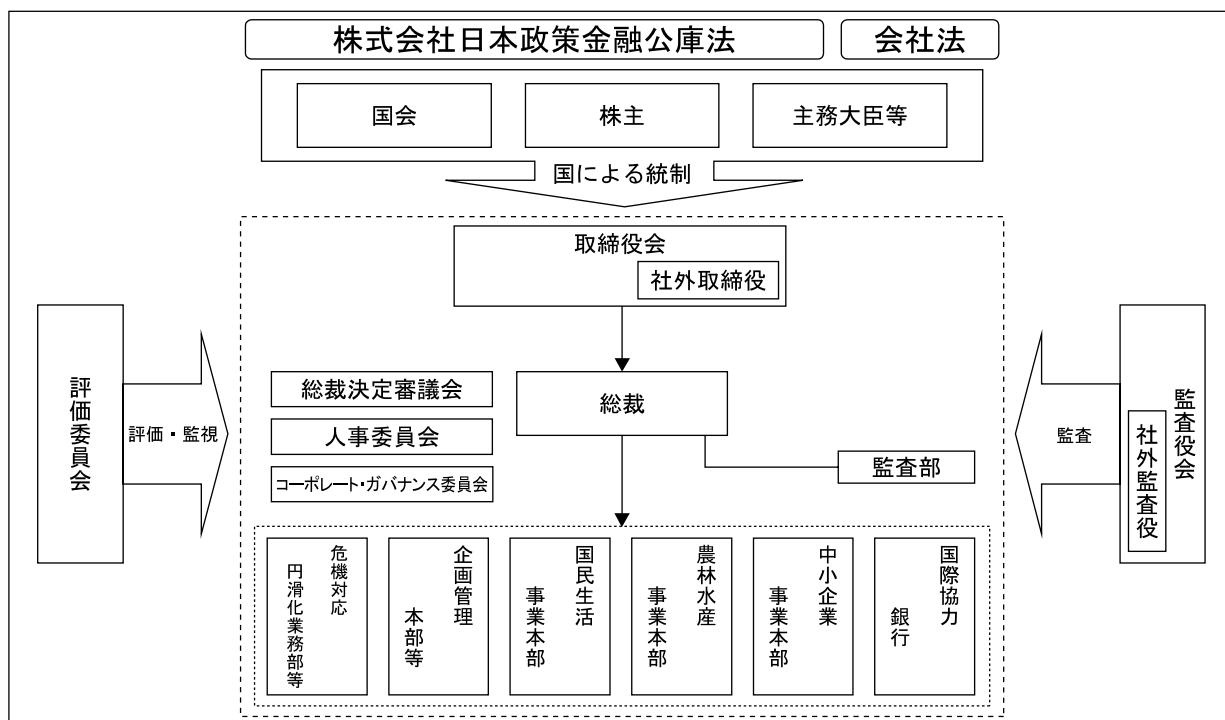 株式会社日本政策金融公庫法
会社法
国会
株主
主務大臣等
国による統制
取締役会
社外取締役
評価委員会
評価・監視
総裁決定審議会
人事委員会
コーポレート・ガバナンス委員会
総裁
監査部
監査
監査役会
社外監査役
危機対応
円滑化業務部等
企画管理
本部等
国民生活
事業本部
農林水産
事業本部
中小企業
事業本部
国際協力
銀行